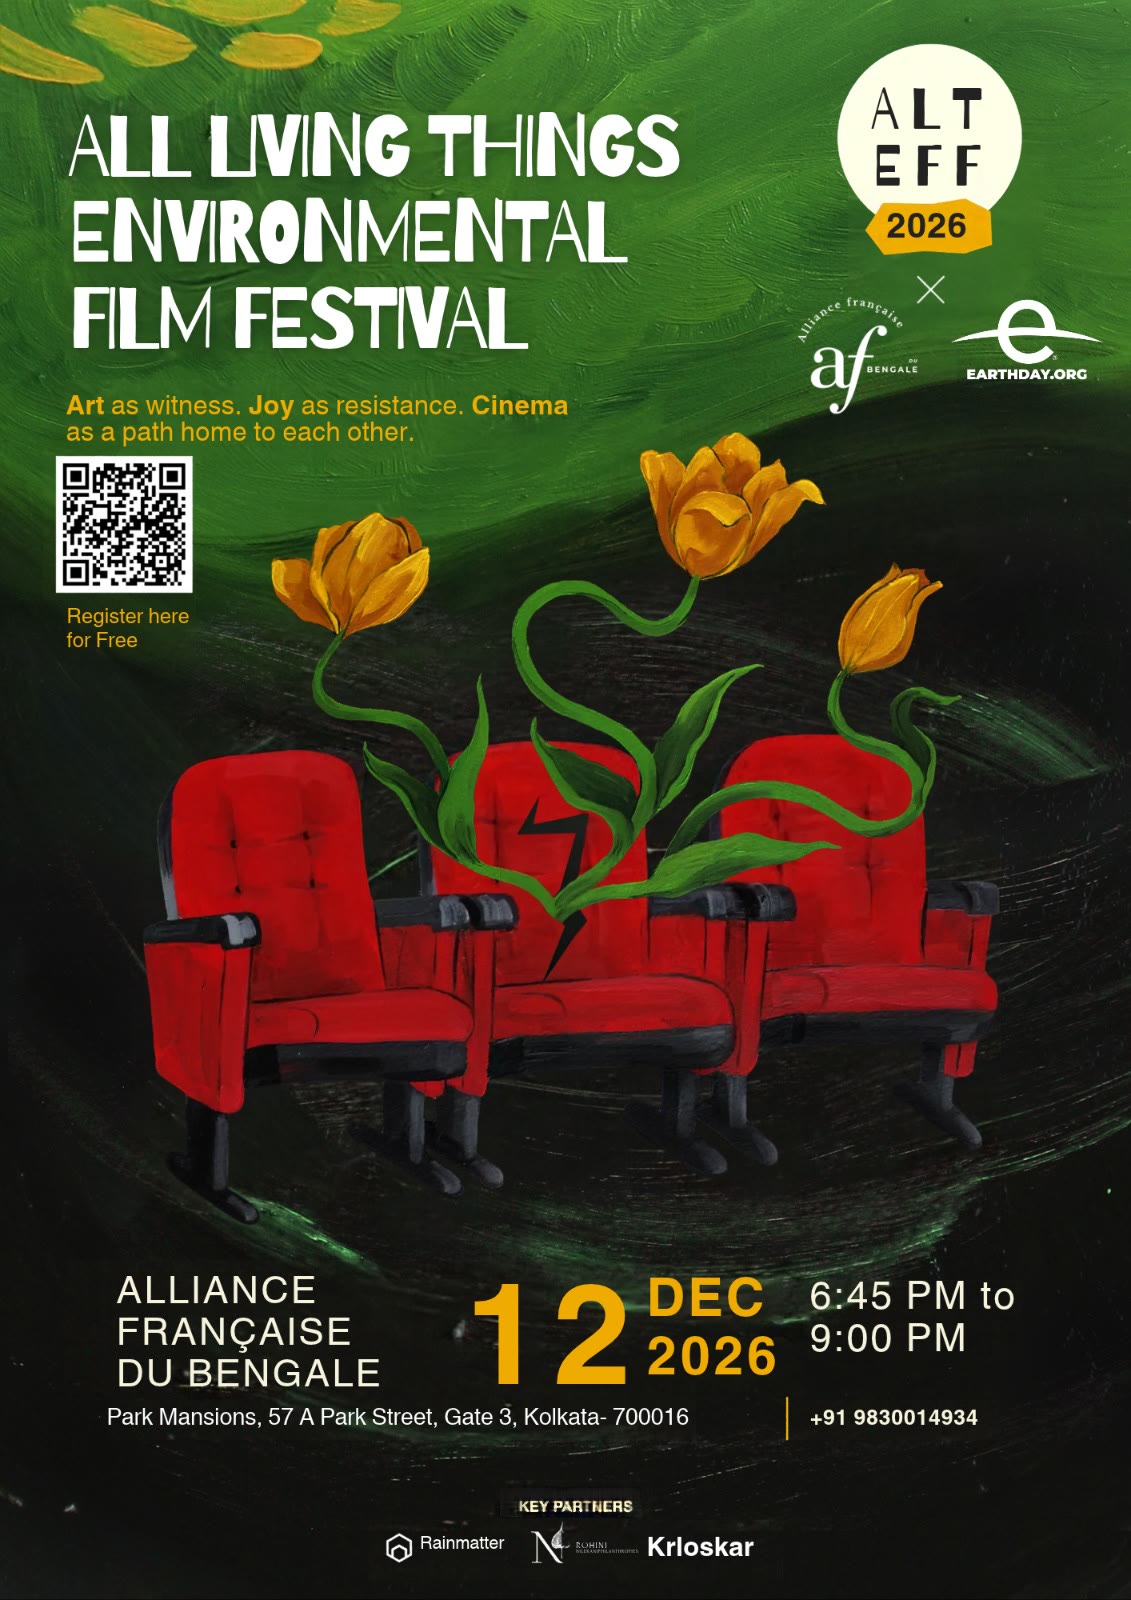 ALL LIVING THINGS
ENVIRONMENTAL
FILM FESTIVAL
ALT
EFF
2026
Alliance française
af
DU
BENGALE
e
EARTHDAY.ORG
Art as witness. Joy as resistance. Cinema
as a path home to each other.
Register here
for Free
ALLIANCE
FRANÇAISE
DU BENGALE
12
DEC
2026
6:45 PM to
9:00 PM
Park Mansions, 57 A Park Street, Gate 3, Kolkata- 700016
+91 9830014934
KEY PARTNERS
Rainmatter
N
ROHINI
Krloskar